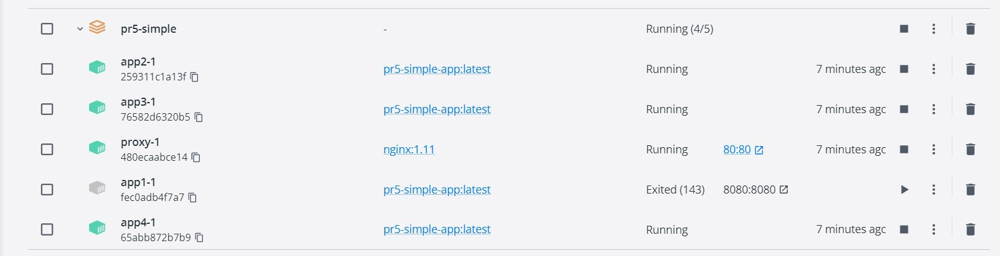 pr5-simple - Running (4/5)
app2-1
259311c1a13f pr5-simple-app:latest Running 7 minutes agc
app3-1
76582d6320b5 pr5-simple-app:latest Running 7 minutes agc
proxy-1
480ecaabce14 nginx:1.11 Running 80:80 7 minutes agc
app1-1
fec0adb4f7a7 pr5-simple-app:latest Exited (143) 8080:8080
app4-1
65abb872b7b9 pr5-simple-app:latest Running 7 minutes agc